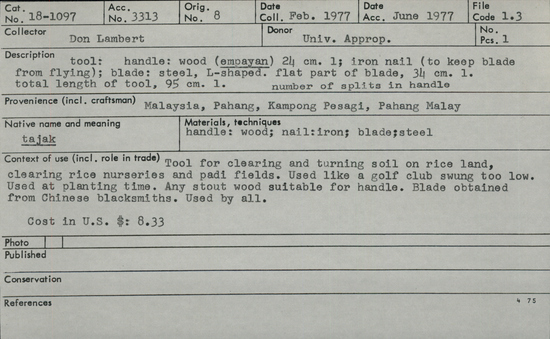 Cat. No. 18-1097 Acc. No. 3313 Orig. No. 8 Date Coll. Feb. 1977 Date Acc. June 1977 File Code 1.3
Collector Don Lambert Donor Univ. Approp. No. Pcs. 1
Description tool: handle: wood (empayan) 24 cm. l; iron nail (to keep blade
from flying); blade: steel, L-shaped. flat part of blade, 34 cm. l.
total length of tool, 95 cm. l. number of splits in handle
Provenience (incl. craftsman) Malaysia, Pahang, Kampong Pesagi, Pahang Malay
Native name and meaning
tajak
Materials, techniques
handle: wood; nail:iron; blade;steel
Context of use (incl. role in trade) Tool for clearing and turning soil on rice land,
clearing rice nurseries and padi fields. Used like a golf club swung too low.
Used at planting time. Any stout wood suitable for handle. Blade obtained
from Chinese blacksmiths. Used by all.
Cost in U.S. $: 8.33
Photo
Published
Conservation
References 4 75